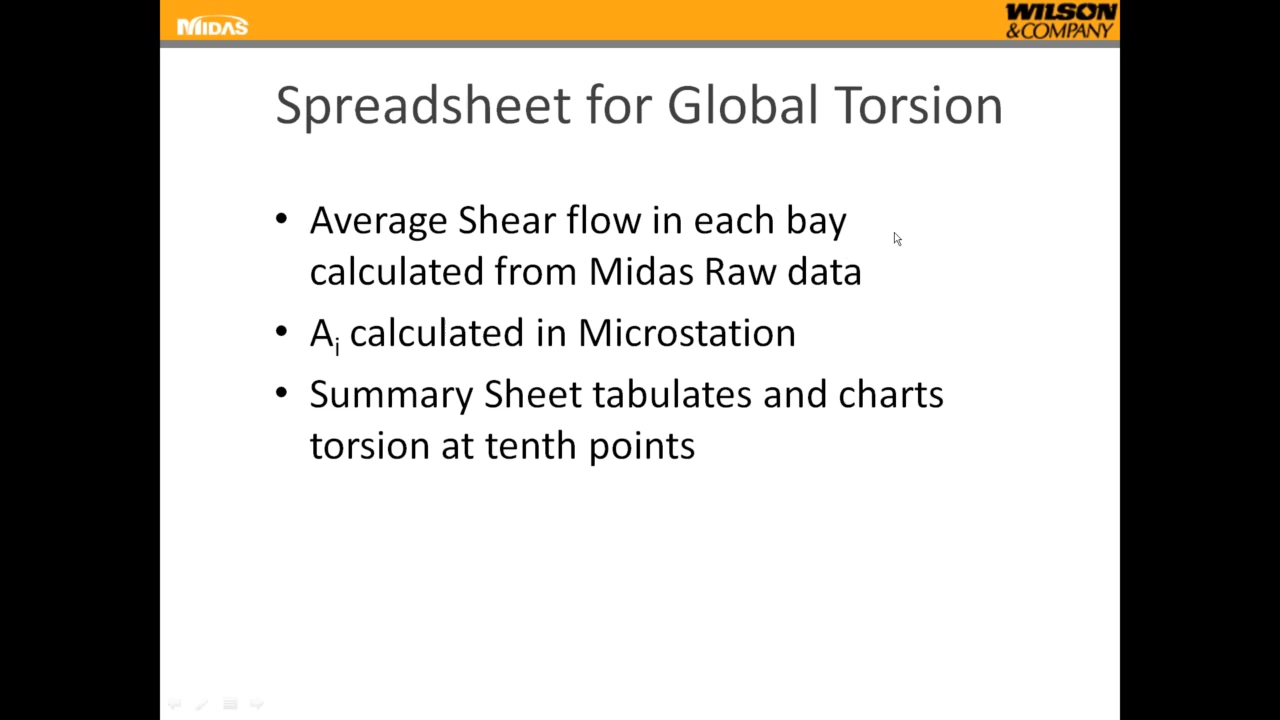 MIDAS
WILSON
&COMPANY
Spreadsheet for Global Torsion
• Average Shear flow in each bay
calculated from Midas Raw data
• Ai calculated in Microstation
• Summary Sheet tabulates and charts
torsion at tenth points